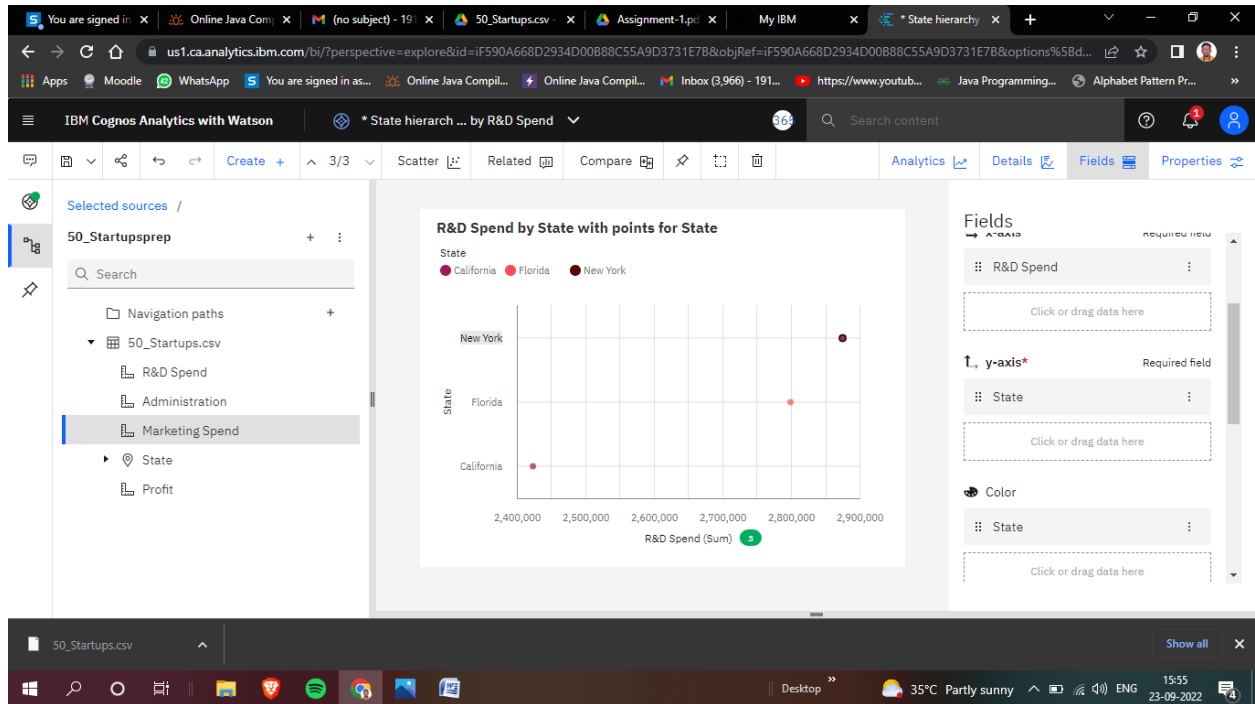 You are signed in
Online Java Comp
(no subject) - 191
50_Startups.csv -
Assignment-1.pd
My IBM
* State hierarchy
us1.ca.analytics.ibm.com/bi/?perspective=explore&id=iF590A668D2934D00B88C55A9D3731E7B&objRef=iF590A668D2934D00B88C55A9D3731E7B&options%5Bd...
Apps Moodle WhatsApp You are signed in as... Online Java Compil... Online Java Compil... Inbox (3,966) - 191... https://www.youtub... Java Programming... Alphabet Pattern Pr... »
IBM Cognos Analytics with Watson
* State hierarch ... by R&D Spend
365
Search content
1
Create +
3/3
Scatter
Related
Compare
Analytics
Details
Fields
Properties
Selected sources /
50_Startupsprep
Search
Navigation paths
50_Startups.csv
R&D Spend
Administration
Marketing Spend
State
Profit
R&D Spend by State with points for State
State
California Florida New York
New York
Florida
California
State
2,400,000 2,500,000 2,600,000 2,700,000 2,800,000 2,900,000
R&D Spend (Sum)
Fields
x-axis Required field
R&D Spend
Click or drag data here
y-axis* Required field
State
Click or drag data here
Color
State
Click or drag data here
50_Startups.csv
Show all
Desktop »
35°C Partly sunny
ENG
15:55
23-09-2022
4